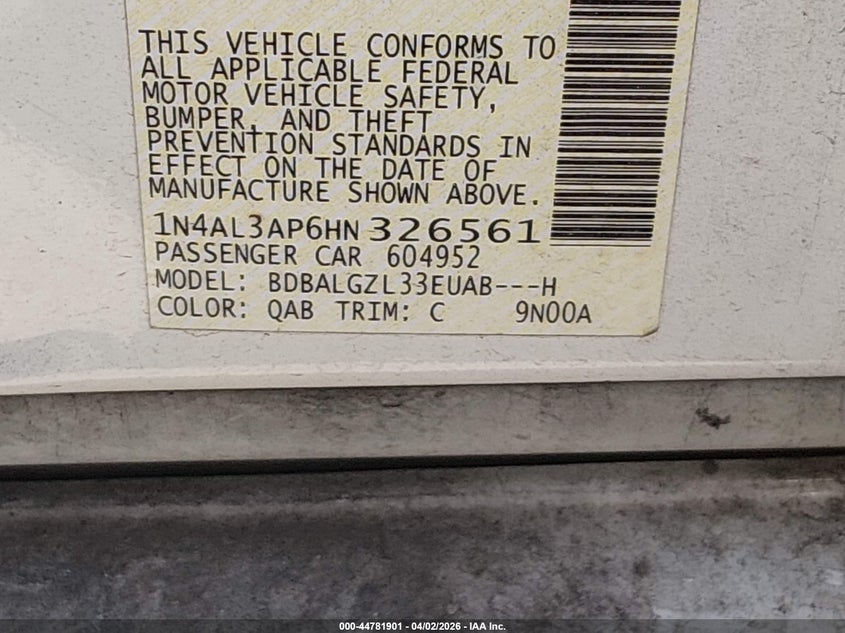 THIS VEHICLE CONFORMS TO
ALL APPLICABLE FEDERAL
MOTOR VEHICLE SAFETY,
BUMPER, AND THEFT
PREVENTION STANDARDS IN
EFFECT ON THE DATE OF
MANUFACTURE SHOWN ABOVE.
1N4AL3AP6HN326561
PASSENGER CAR 604952
MODEL: BDBALGZL33EUAB---H
COLOR: QAB TRIM: C 9N00A
000-44781901 - 04/02/2026 - IAA Inc.